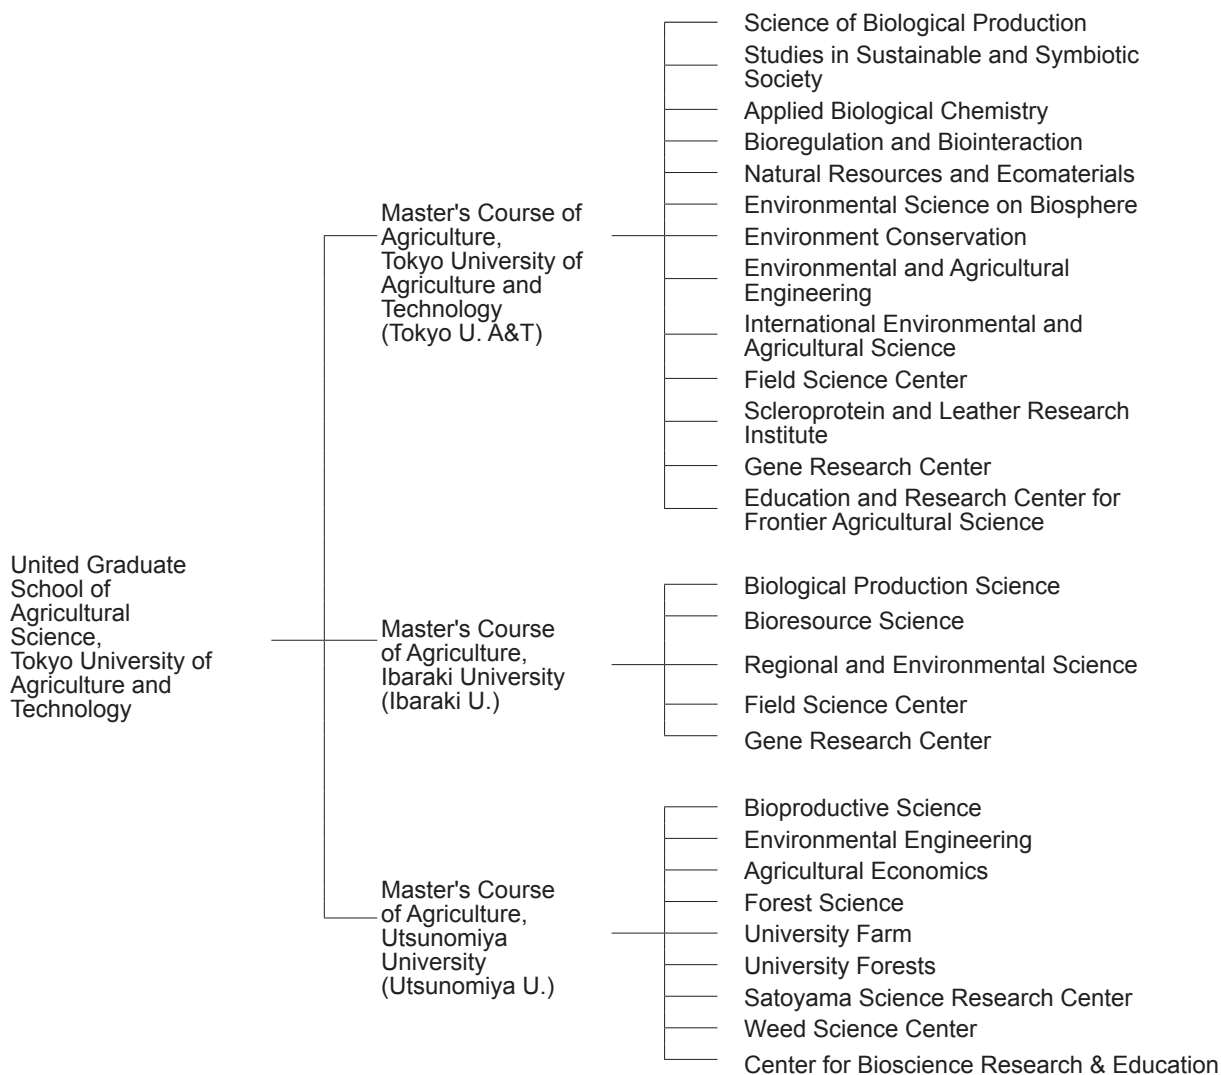 United Graduate
School of
Agricultural
Science,
Tokyo University of
Agriculture and
Technology
Master's Course of
Agriculture,
Tokyo University of
Agriculture and
Technology
(Tokyo U. A&T)
Science of Biological Production
Studies in Sustainable and Symbiotic
Society
Applied Biological Chemistry
Bioregulation and Biointeraction
Natural Resources and Ecomaterials
Environmental Science on Biosphere
Environment Conservation
Environmental and Agricultural
Engineering
International Environmental and
Agricultural Science
Field Science Center
Scleroprotein and Leather Research
Institute
Gene Research Center
Education and Research Center for
Frontier Agricultural Science
Master's Course
of Agriculture,
Ibaraki University
(Ibaraki U.)
Biological Production Science
Bioresource Science
Regional and Environmental Science
Field Science Center
Gene Research Center
Master's Course
of Agriculture,
Utsunomiya
University
(Utsunomiya U.)
Bioproductive Science
Environmental Engineering
Agricultural Economics
Forest Science
University Farm
University Forests
Satoyama Science Research Center
Weed Science Center
Center for Bioscience Research & Education